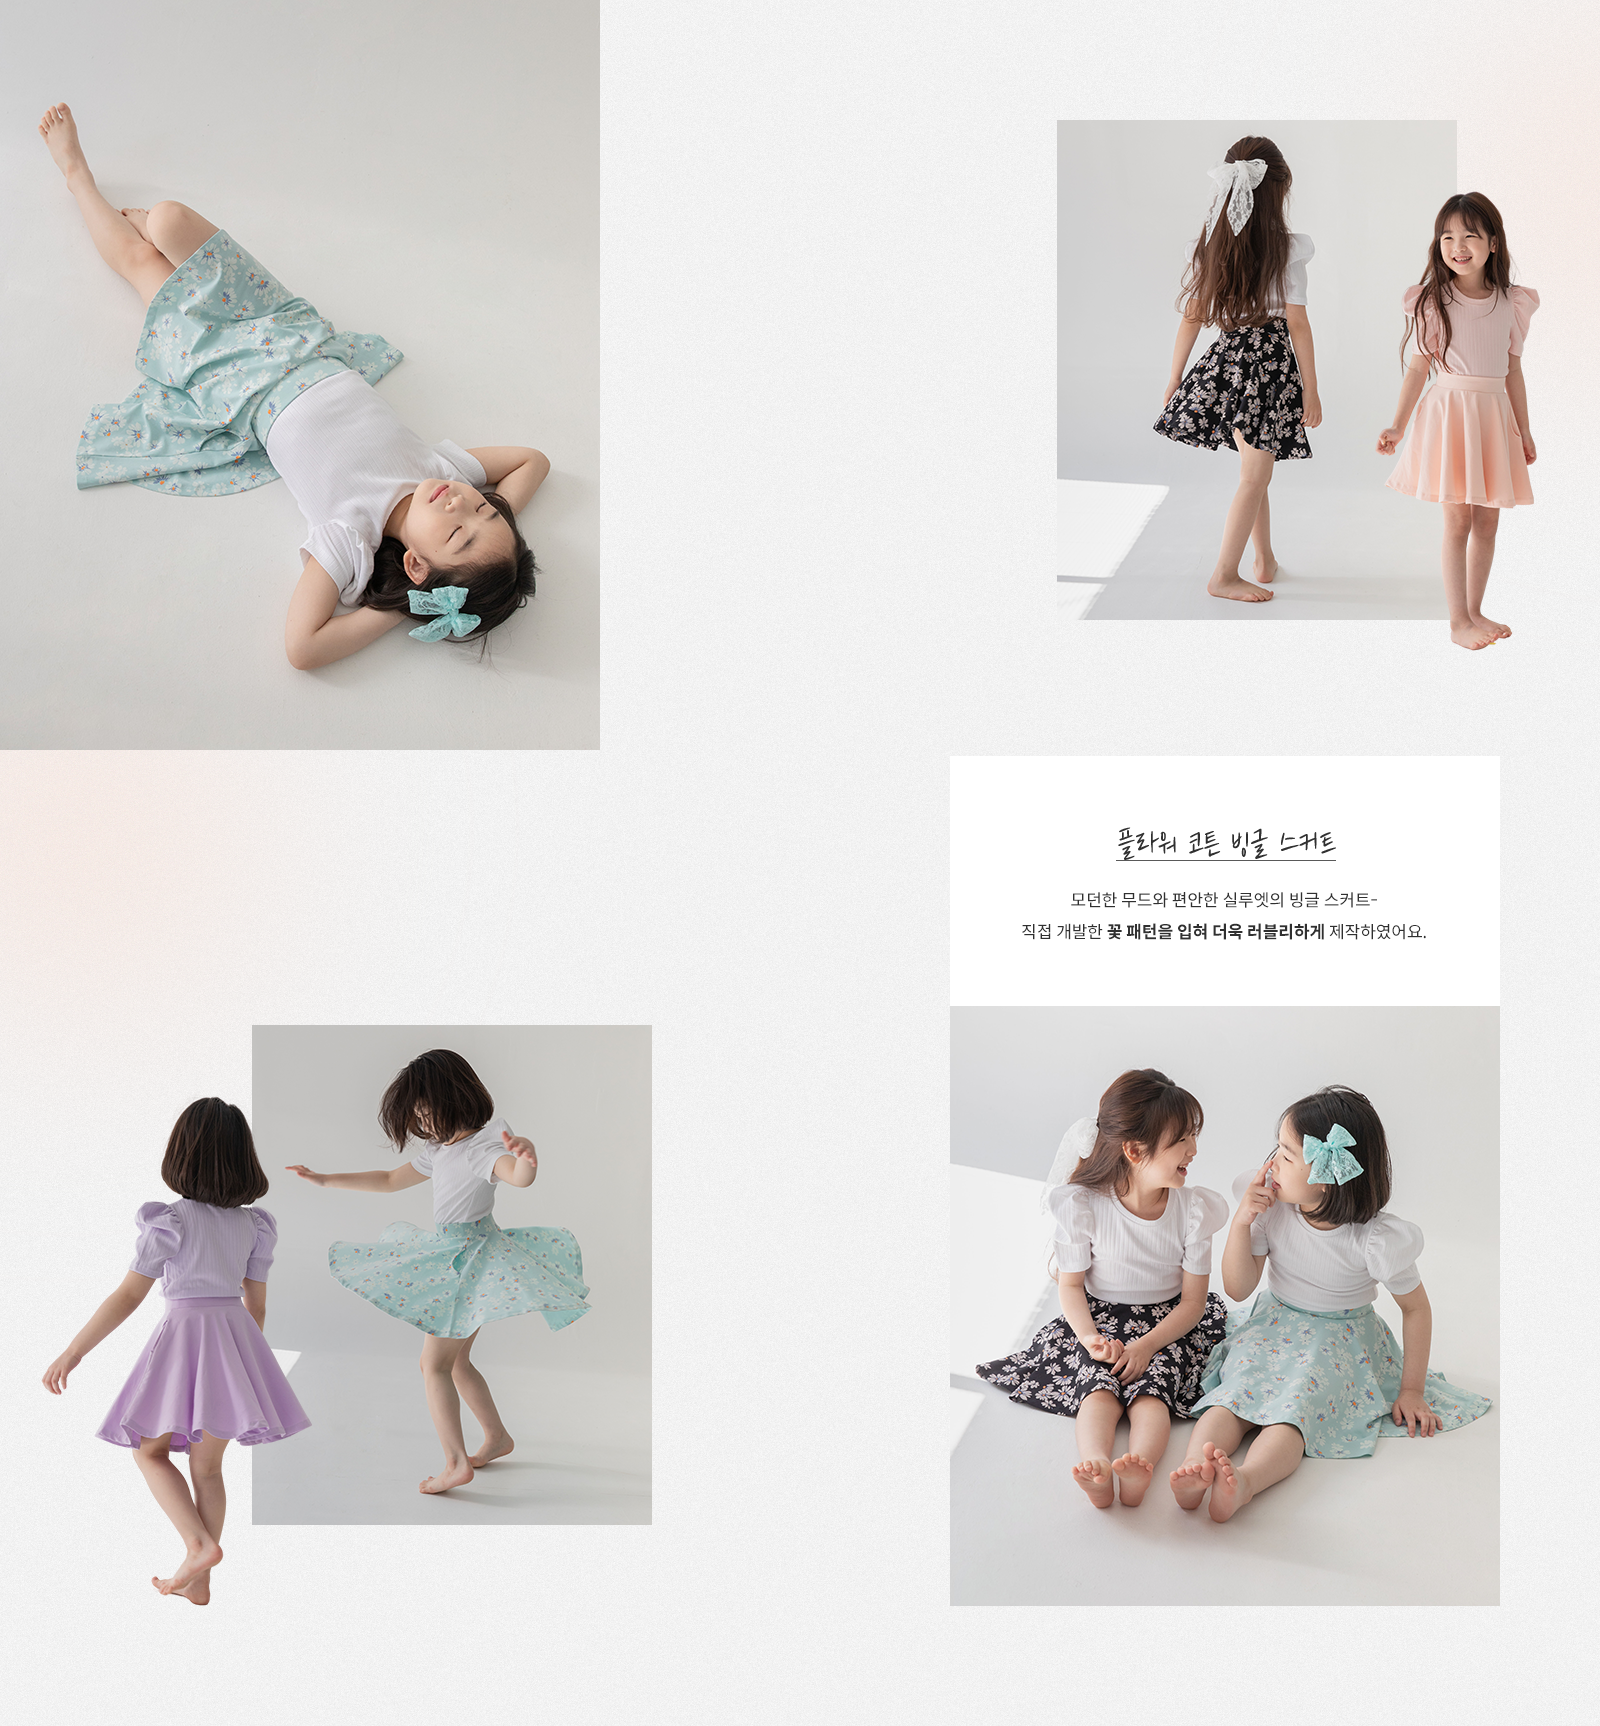 플라워 코튼 빙글 스커트
모던한 무드와 편안한 실루엣의 빙글 스커트-
직접 개발한 꽃 패턴을 입혀 더욱 러블리하게 제작하였어요.